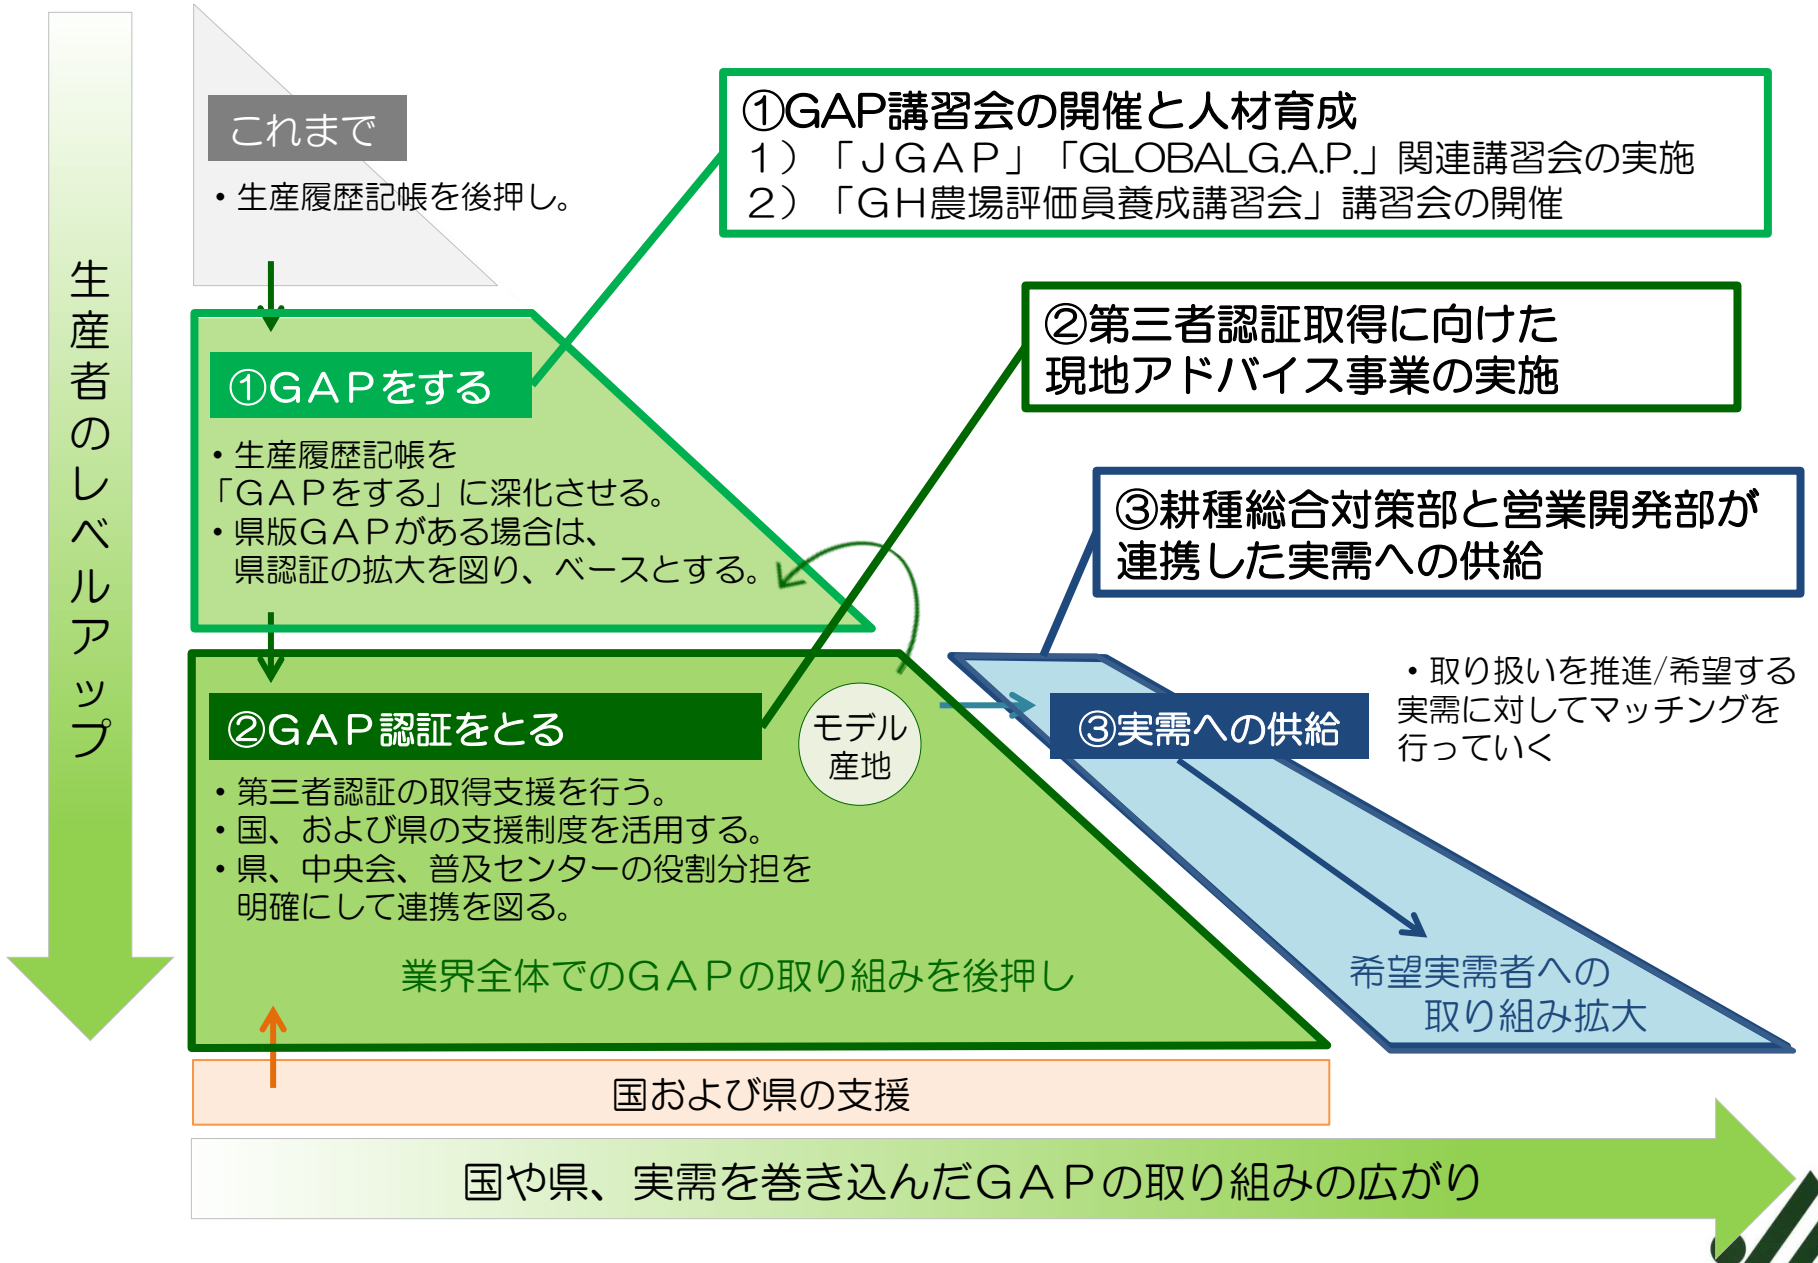 生産者のレベルアップ
これまで
・生産履歴記帳を後押し。
①GAP講習会の開催と人材育成
１）「ＪＧＡＰ」「GLOBALG.A.P.」関連講習会の実施
２）「ＧＨ農場評価員養成講習会」講習会の開催
①ＧＡＰをする
・生産履歴記帳を
「ＧＡＰをする」に深化させる。
・県版ＧＡＰがある場合は、
県認証の拡大を図り、ベースとする。
②第三者認証取得に向けた
現地アドバイス事業の実施
③耕種総合対策部と営業開発部が
連携した実需への供給
②ＧＡＰ認証をとる
・第三者認証の取得支援を行う。
・国、および県の支援制度を活用する。
・県、中央会、普及センターの役割分担を
明確にして連携を図る。
モデル
産地
③実需への供給
・取り扱いを推進/希望する
実需に対してマッチングを
行っていく
業界全体でのＧＡＰの取り組みを後押し
希望実需者への
取り組み拡大
国および県の支援
国や県、実需を巻き込んだＧＡＰの取り組みの広がり